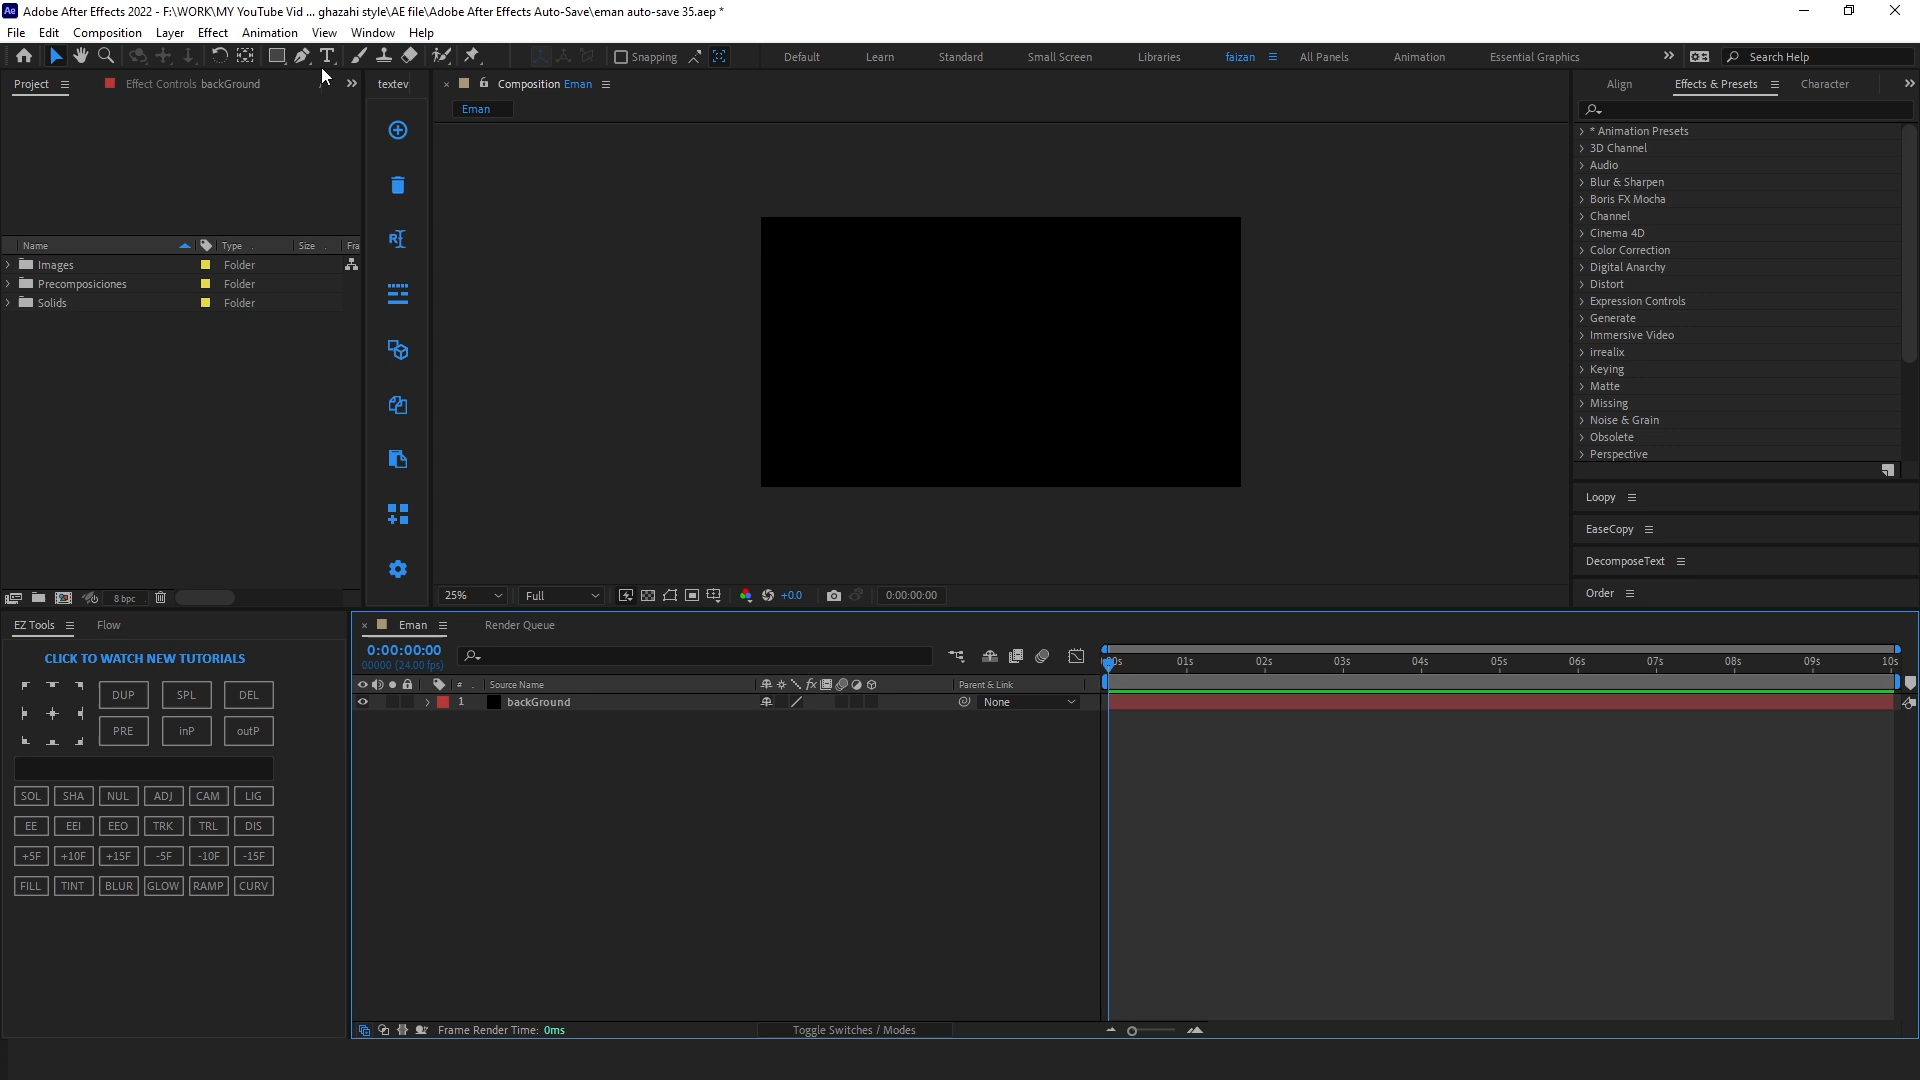 Ae Adobe After Effects 2022 - F:\WORK\MY YouTube Vid ... ghazahi style\AE file\Adobe After Effects Auto-Save\eman auto-save 35.aep *
File Edit Composition Layer Effect Animation View Window Help
Snapping Default Learn Standard Small Screen Libraries faizan All Panels Animation Essential Graphics Search Help
Project Effect Controls backGround textev Composition Eman Align Effects & Presets Character
Eman
> * Animation Presets
> 3D Channel
> Audio
> Blur & Sharpen
> Boris FX Mocha
> Channel
> Cinema 4D
> Color Correction
> Digital Anarchy
> Distort
> Expression Controls
> Generate
> Immersive Video
> irrealix
> Keying
> Matte
> Missing
> Noise & Grain
> Obsolete
> Perspective
Loopy
EaseCopy
DecomposeText
Order
Name Type Size Fra
> Images Folder
> Precomposiciones Folder
> Solids Folder
8 bpc
25% Full +0.0 0:00:00:00
EZ Tools Flow
CLICK TO WATCH NEW TUTORIALS
DUP SPL DEL
PRE inP outP
SOL SHA NUL ADJ CAM LIG
EE EEI EEO TRK TRL DIS
+5F +10F +15F -5F -10F -15F
FILL TINT BLUR GLOW RAMP CURV
Eman Render Queue
0:00:00:00
00000 (24.00 fps)
01s 02s 03s 04s 05s 06s 07s 08s 09s 10s
# Source Name Parent & Link
> 1 backGround None
Frame Render Time: 0ms Toggle Switches / Modes